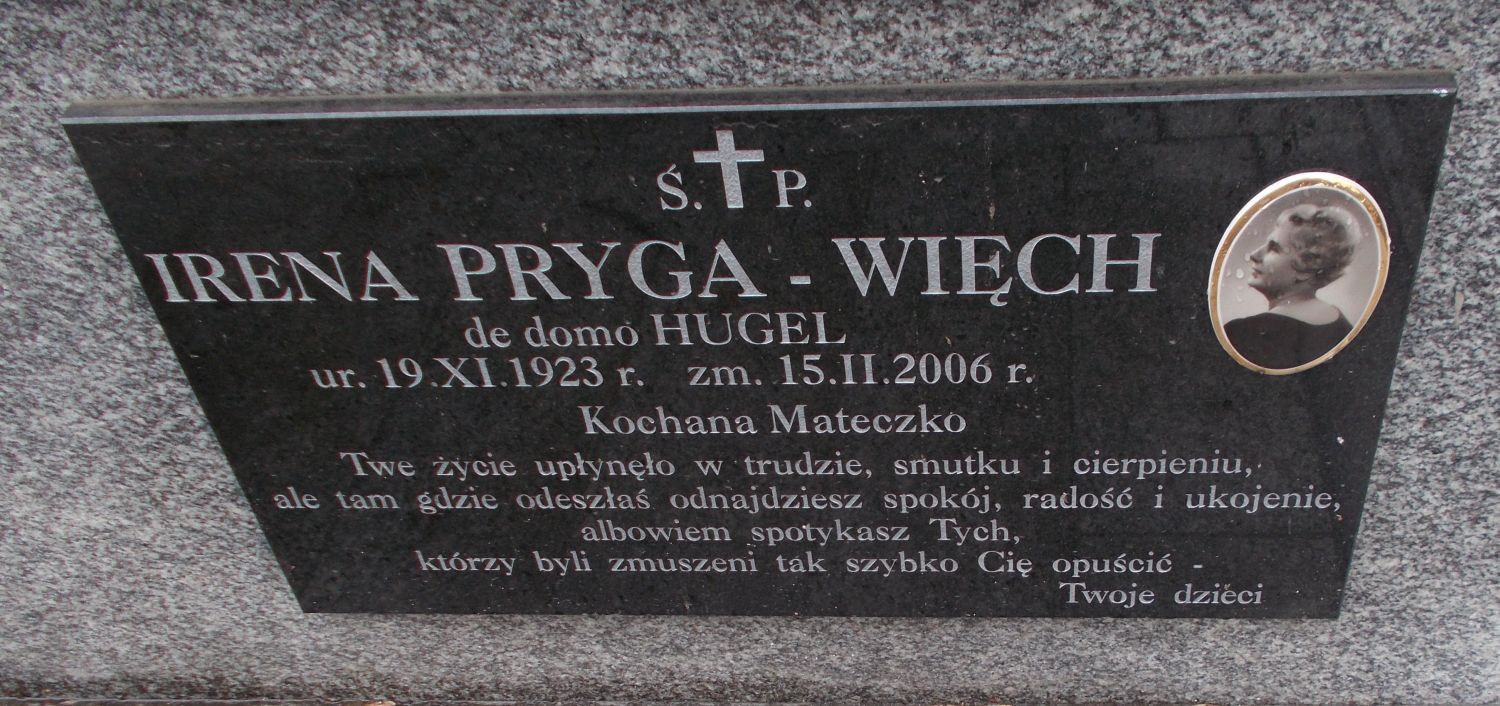 Ś. P.
IRENA PRYGA - WIĘCH
de domo HUGEL
ur. 19.XI.1923 r. zm. 15.II.2006 r.
Kochana Mateczko
Twe życie upłynęło w trudzie, smutku i cierpieniu,
ale tam gdzie odeszłaś odnajdziesz spokój, radość i ukojenie,
albowiem spotykasz Tych,
którzy byli zmuszeni tak szybko Cię opuścić -
Twoje dzieci